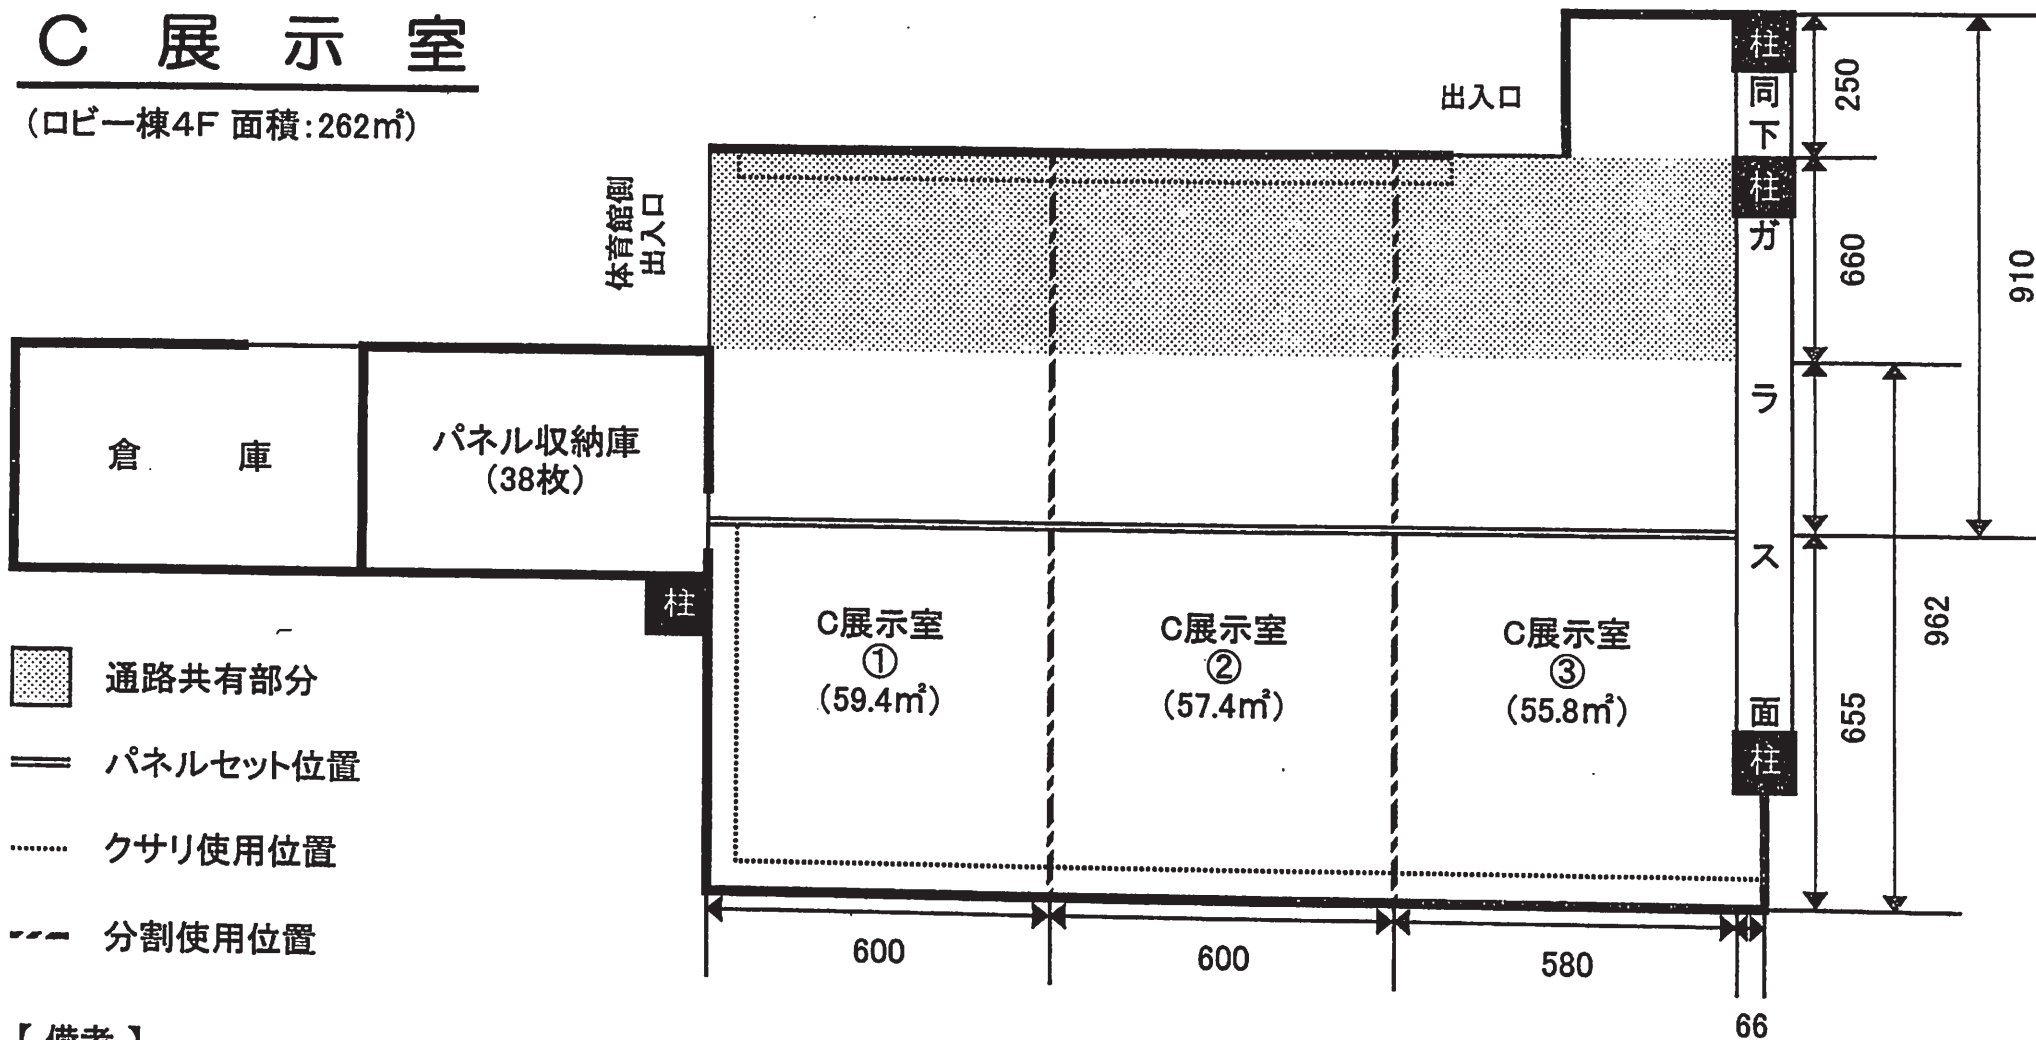 C 展 示 室
(ロビー棟4F 面積:262㎡)
出入口
体育館側
出入口
柱
同
下
柱
ガ
ラ
ス
面
柱
250
660
910
962
655
倉 庫
パネル収納庫
(38枚)
柱
C展示室
①
(59.4㎡)
C展示室
②
(57.4㎡)
C展示室
③
(55.8㎡)
通路共有部分
パネルセット位置
クサリ使用位置
分割使用位置
600
600
580
66
【 備考 】